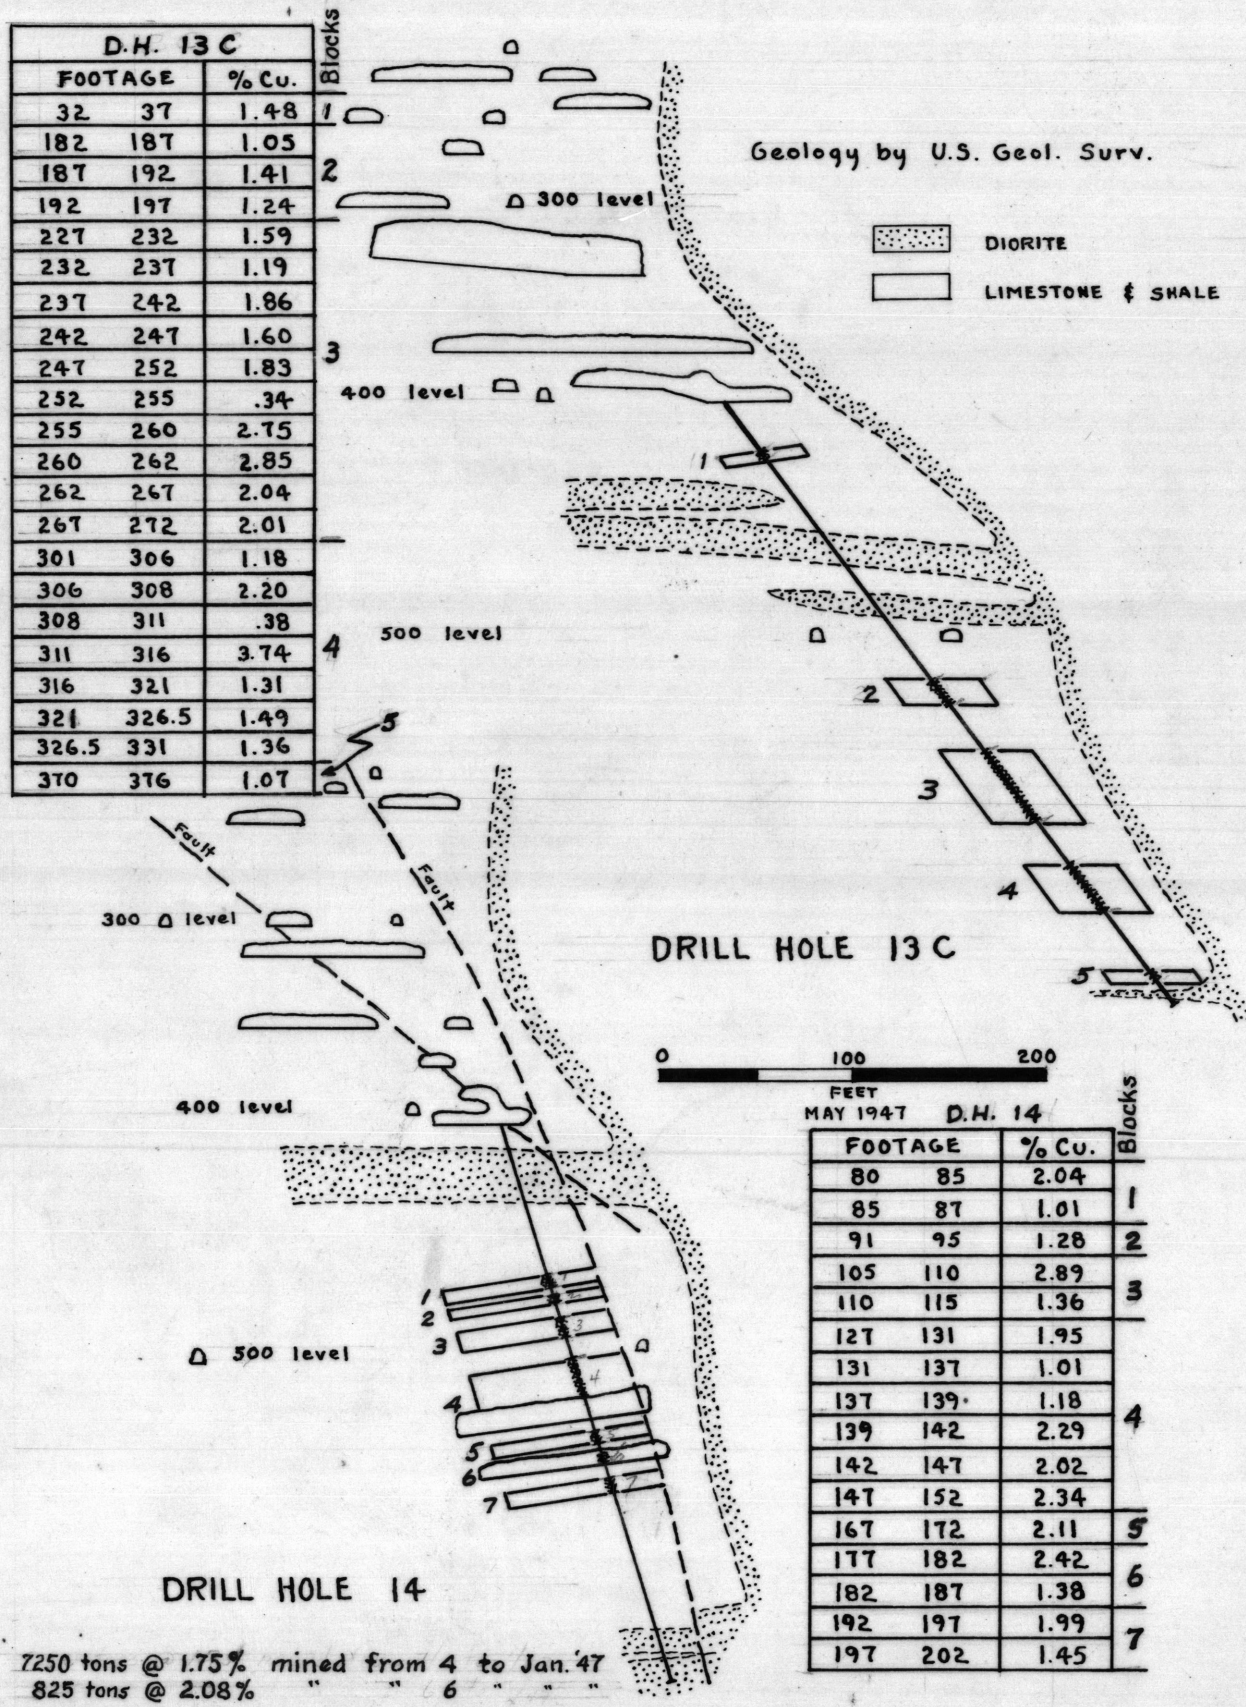 D.H. 13 C
Blocks
FOOTAGE % Cu.
32 37 1.48 1
182 187 1.05
187 192 1.41 2
192 197 1.24
227 232 1.59
232 237 1.19
237 242 1.86
242 247 1.60
247 252 1.83 3
252 255 .34
255 260 2.75
260 262 2.85
262 267 2.04
267 272 2.01
301 306 1.18
306 308 2.20
308 311 .38
311 316 3.74 4
316 321 1.31
321 326.5 1.49
326.5 331 1.36
370 376 1.07 5
Geology by U.S. Geol. Surv.
DIORITE
LIMESTONE & SHALE
300 level
400 level
1
500 level
2
3
4
5
DRILL HOLE 13 C
Fault
Fault
300 level
400 level
500 level
1 1
2 2
3 3
4 4
5 5
6 6
7 7
DRILL HOLE 14
0 100 200
FEET
MAY 1947 D.H. 14
Blocks
FOOTAGE % Cu.
80 85 2.04
85 87 1.01 1
91 95 1.28 2
105 110 2.89
110 115 1.36 3
127 131 1.95
131 137 1.01
137 139. 1.18
139 142 2.29 4
142 147 2.02
147 152 2.34
167 172 2.11 5
177 182 2.42
182 187 1.38 6
192 197 1.99
197 202 1.45 7
7250 tons @ 1.75% mined from 4 to Jan. '47
825 tons @ 2.08% " " 6 " " "